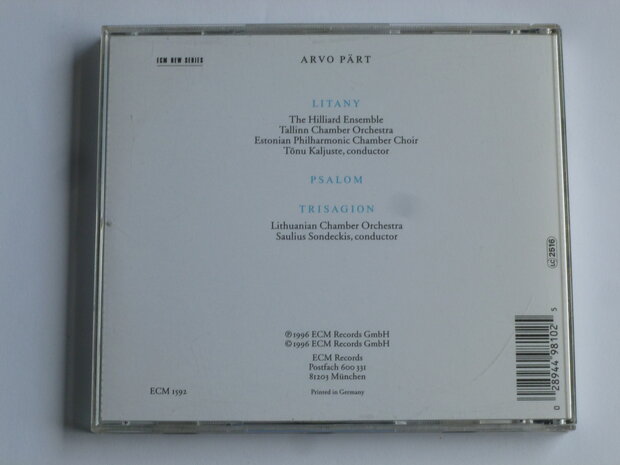 ECM NEW SERIES
ARVO PÄRT
LITANY
The Hilliard Ensemble
Tallinn Chamber Orchestra
Estonian Philharmonic Chamber Choir
Tõnu Kaljuste, conductor
PSALOM
TRISAGION
Lithuanian Chamber Orchestra
Saulius Sondeckis, conductor
LC 2516
℗1996 ECM Records GmbH
©1996 ECM Records GmbH
ECM Records
Postfach 600 331
81203 München
Printed in Germany
ECM 1592
0 28944 98102 5